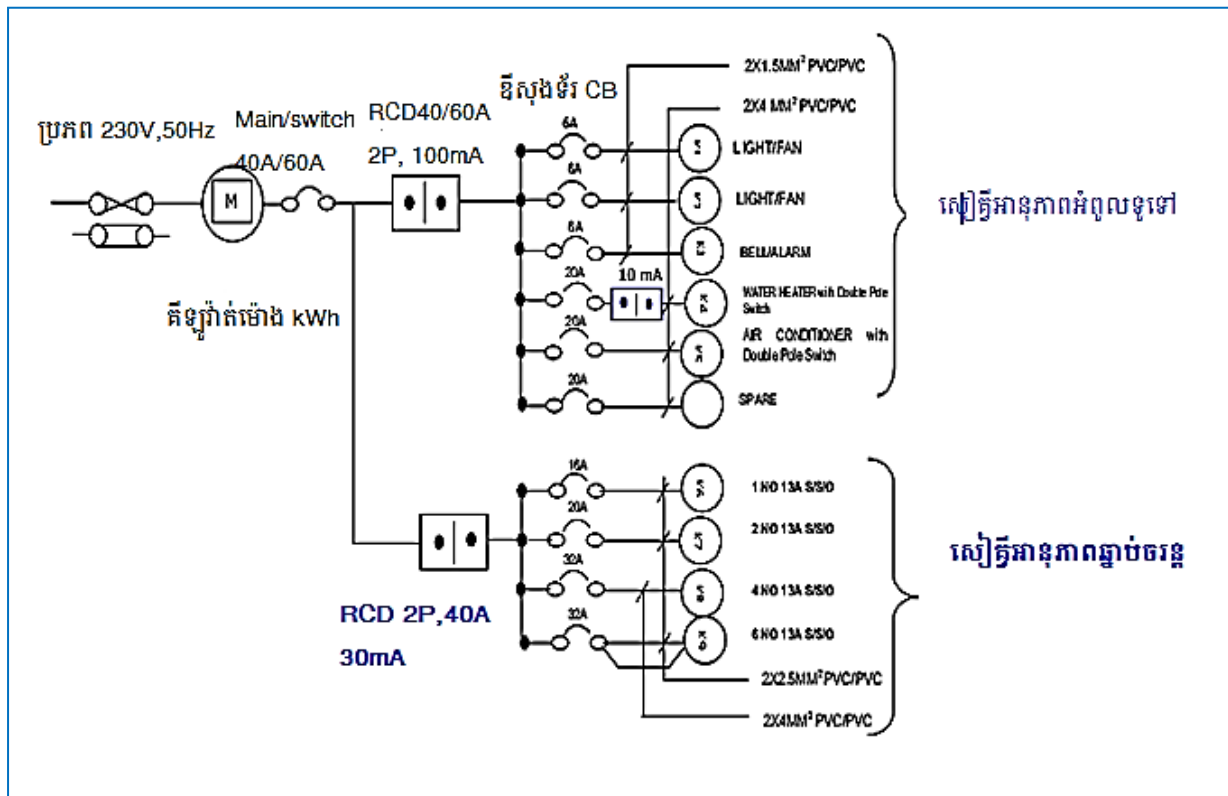 ប្រភព 230V,50Hz
Main/switch
40A/60A
RCD40/60A
2P, 100mA
ឌីសុងទ័រ CB
M
គីឡូវ៉ាត់ម៉ោង kWh
2X1.5MM² PVC/PVC
2X4 MM² PVC/PVC
6A
LIGHT/FAN
6A
LIGHT/FAN
6A
BELL/ALARM
20A
10 mA
WATER HEATER with Double Pole
Switch
20A
AIR CONDITIONER with
Double Pole Switch
20A
SPARE
សៀគ្វីអានុភាពអំពូលទូទៅ
RCD 2P,40A
30mA
16A
1 NO 13A S/S/O
20A
2 NO 13A S/S/O
32A
4 NO 13A S/S/O
32A
6 NO 13A S/S/O
2X2.5MM² PVC/PVC
2X4MM² PVC/PVC
សៀគ្វីអានុភាពឆ្នាប់ចរន្ត